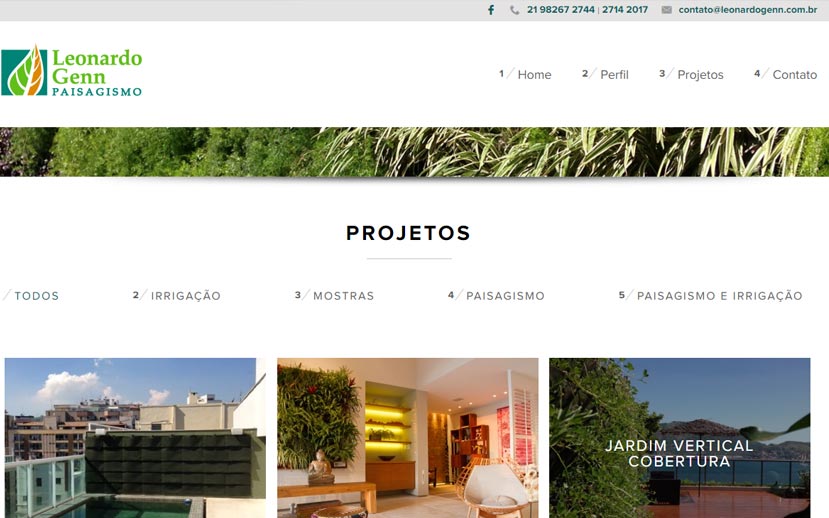 21 98267 2744 | 2714 2017 contato@leonardogenn.com.br
Leonardo
Genn
PAISAGISMO
1 / Home 2 / Perfil 3 / Projetos 4 / Contato
PROJETOS
/ TODOS 2 / IRRIGAÇÃO 3 / MOSTRAS 4 / PAISAGISMO 5 / PAISAGISMO E IRRIGAÇÃO
JARDIM VERTICAL
COBERTURA